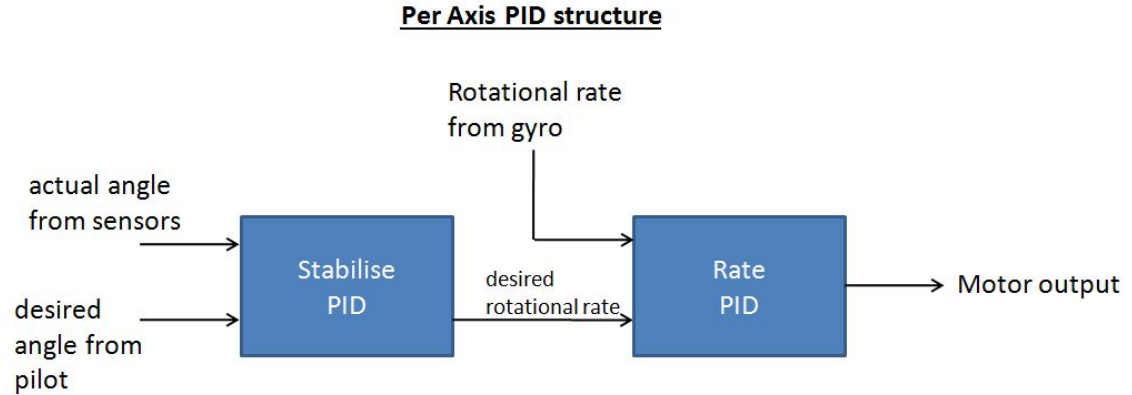 Per Axis PID structure
Rotational rate
from gyro
actual angle
from sensors
Stabilise
PID
desired
rotational rate
Rate
PID
Motor output
desired
angle from
pilot